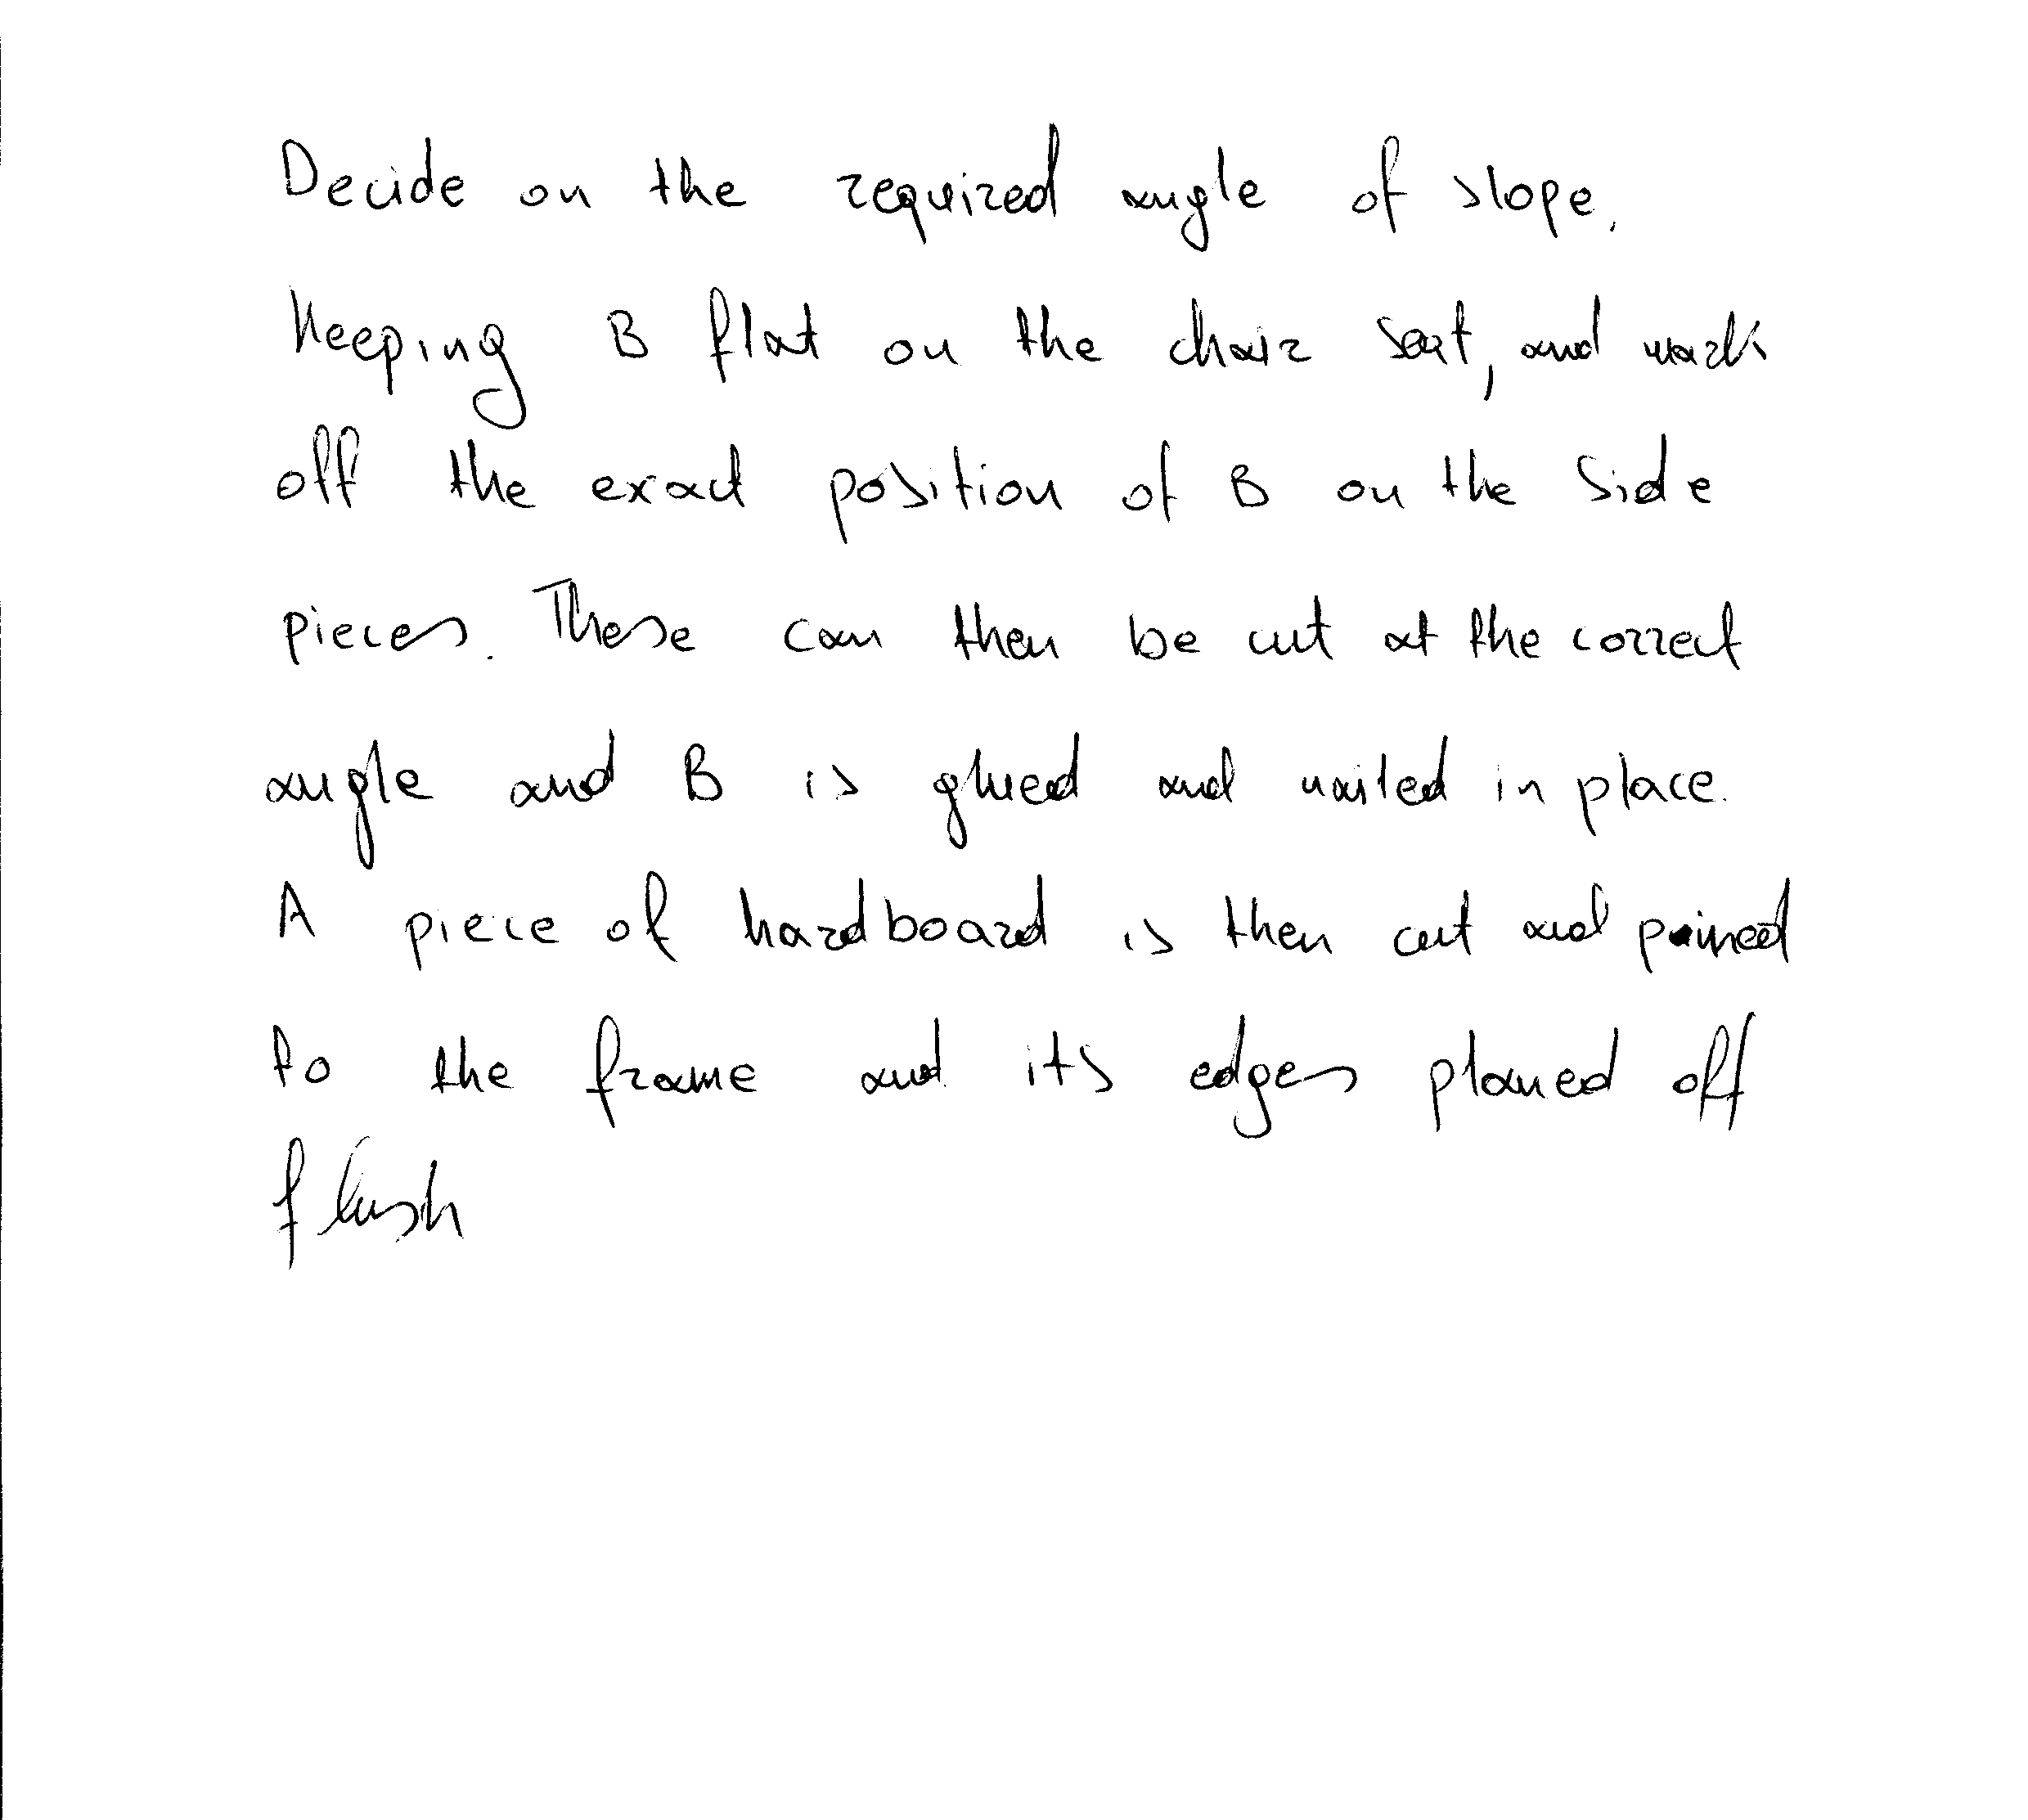 Decide on the required angle of slope,
Keeping B flat on the chair seat, and mark
off the exact position of B on the Side
pieces. These can then be cut at the correct
angle and B is glued and nailed in place.
A piece of hardboard is then cut and pinned
to the frame and its edges planed off
flush